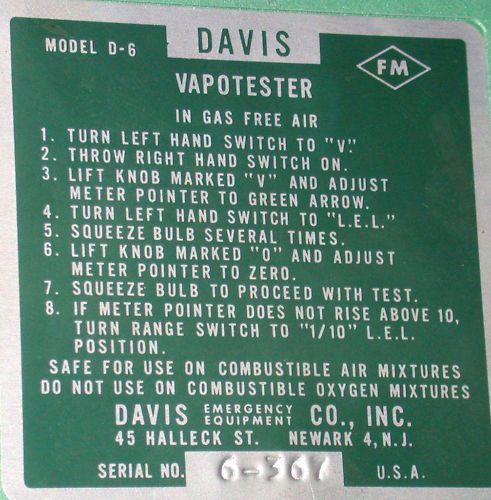 MODEL D-6 DAVIS FM
VAPOTESTER
IN GAS FREE AIR
1. TURN LEFT HAND SWITCH TO "V".
2. THROW RIGHT HAND SWITCH ON.
3. LIFT KNOB MARKED "V" AND ADJUST
METER POINTER TO GREEN ARROW.
4. TURN LEFT HAND SWITCH TO "L.E.L."
5. SQUEEZE BULB SEVERAL TIMES.
6. LIFT KNOB MARKED "O" AND ADJUST
METER POINTER TO ZERO.
7. SQUEEZE BULB TO PROCEED WITH TEST.
8. IF METER POINTER DOES NOT RISE ABOVE 10,
TURN RANGE SWITCH TO "1/10" L.E.L.
POSITION.
SAFE FOR USE ON COMBUSTIBLE AIR MIXTURES
DO NOT USE ON COMBUSTIBLE OXYGEN MIXTURES
DAVIS EMERGENCY EQUIPMENT CO., INC.
45 HALLECK ST. NEWARK 4, N.J.
SERIAL NO. 6-367 U.S.A.